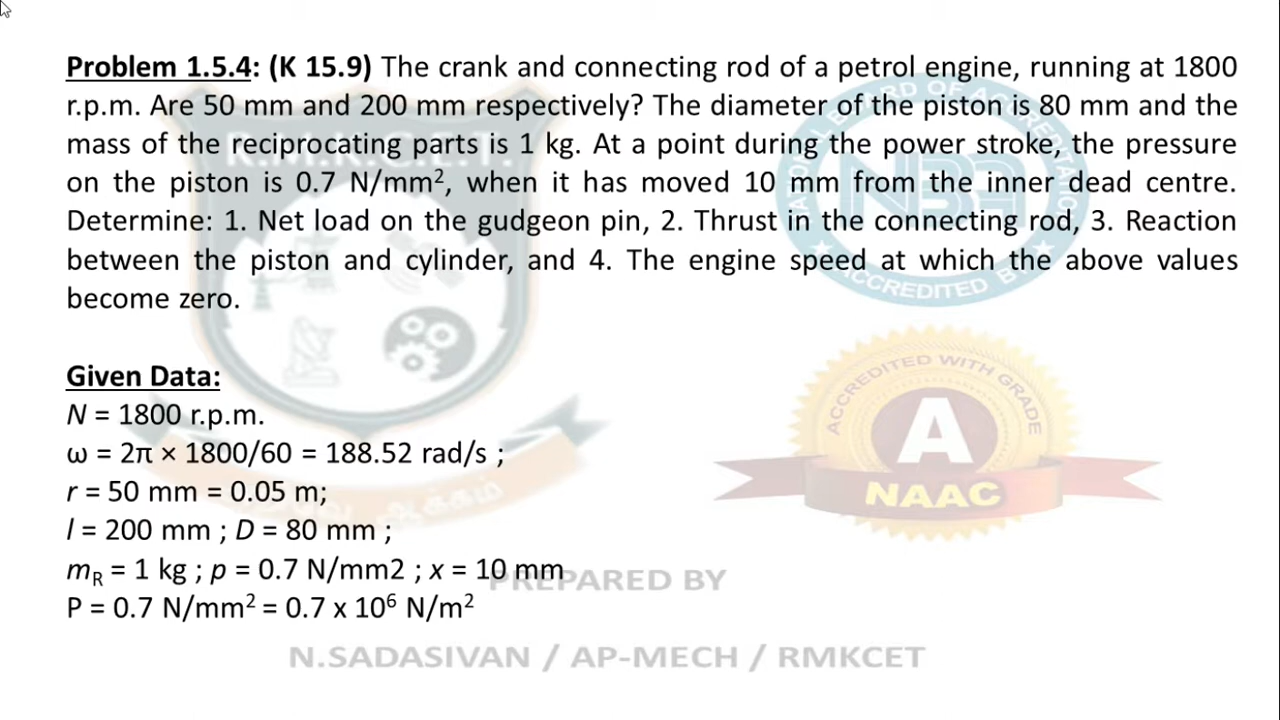 Problem 1.5.4: (K 15.9) The crank and connecting rod of a petrol engine, running at 1800
r.p.m. Are 50 mm and 200 mm respectively? The diameter of the piston is 80 mm and the
mass of the reciprocating parts is 1 kg. At a point during the power stroke, the pressure
on the piston is 0.7 N/mm², when it has moved 10 mm from the inner dead centre.
Determine: 1. Net load on the gudgeon pin, 2. Thrust in the connecting rod, 3. Reaction
between the piston and cylinder, and 4. The engine speed at which the above values
become zero.
Given Data:
N = 1800 r.p.m.
ω = 2π × 1800/60 = 188.52 rad/s ;
r = 50 mm = 0.05 m;
l = 200 mm ; D = 80 mm ;
mR = 1 kg ; p = 0.7 N/mm2 ; x = 10 mm
P = 0.7 N/mm² = 0.7 x 10⁶ N/m²
R.M.K.C.E.T.
NBA
ACCREDITED BY
ACCREDITED WITH GRADE
A
NAAC
PREPARED BY
N.SADASIVAN / AP-MECH / RMKCET